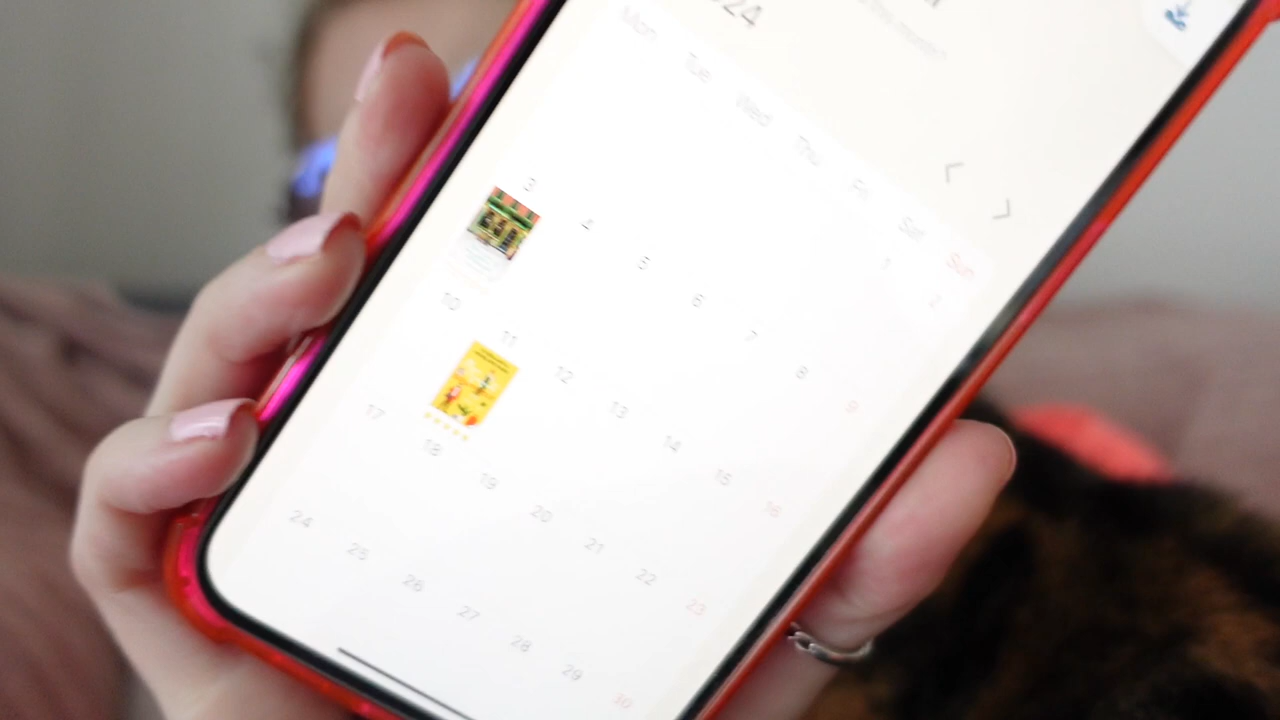 24
Mon Tue Wed Thu Fri Sat Sun
1 2
3 4 5 6 7 8 9
10 11 12 13 14 15 16
17 18 19 20 21 22 23
24 25 26 27 28 29 30